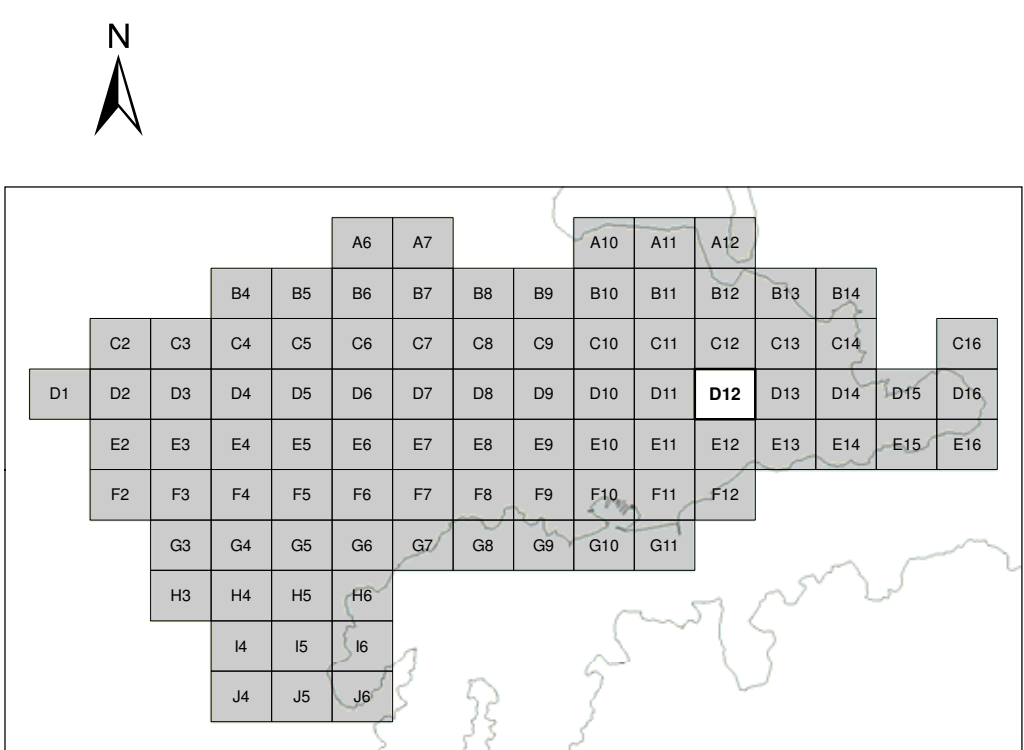 N
A6 A7 A10 A11 A12
B4 B5 B6 B7 B8 B9 B10 B11 B12 B13 B14
C2 C3 C4 C5 C6 C7 C8 C9 C10 C11 C12 C13 C14 C16
D1 D2 D3 D4 D5 D6 D7 D8 D9 D10 D11 D12 D13 D14 D15 D16
E2 E3 E4 E5 E6 E7 E8 E9 E10 E11 E12 E13 E14 E15 E16
F2 F3 F4 F5 F6 F7 F8 F9 F10 F11 F12
G3 G4 G5 G6 G7 G8 G9 G10 G11
H3 H4 H5 H6
I4 I5 I6
J4 J5 J6